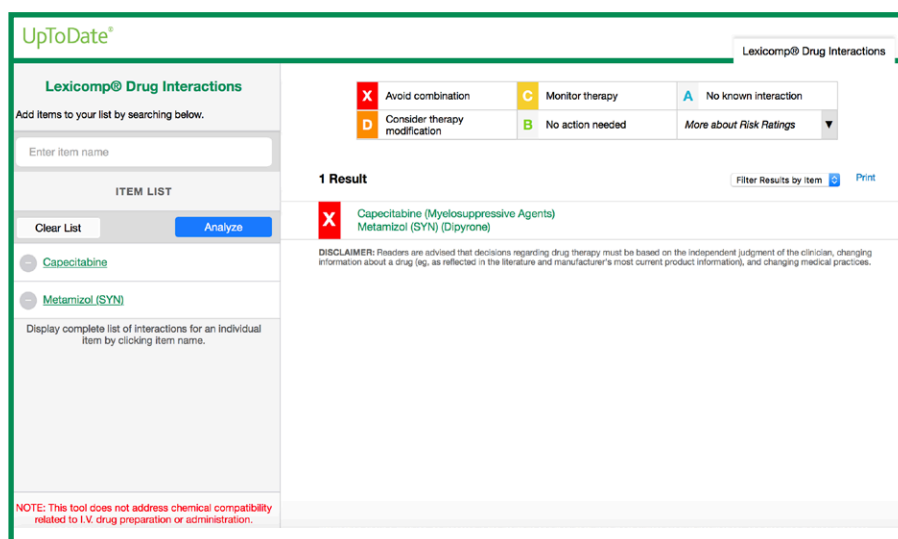 UpToDate®
Lexicomp® Drug Interactions
Lexicomp® Drug Interactions
Add items to your list by searching below.
Enter item name
ITEM LIST
Clear List
Analyze
Capecitabine
Metamizol (SYN)
Display complete list of interactions for an individual
item by clicking item name.
NOTE: This tool does not address chemical compatibility
related to I.V. drug preparation or administration.
X Avoid combination
C Monitor therapy
A No known interaction
D Consider therapy
modification
B No action needed
More about Risk Ratings
1 Result
Filter Results by Item
Print
X
Capecitabine (Myelosuppressive Agents)
Metamizol (SYN) (Dipyrone)
DISCLAIMER: Readers are advised that decisions regarding drug therapy must be based on the independent judgment of the clinician, changing
information about a drug (eg, as reflected in the literature and manufacturer's most current product information), and changing medical practices.